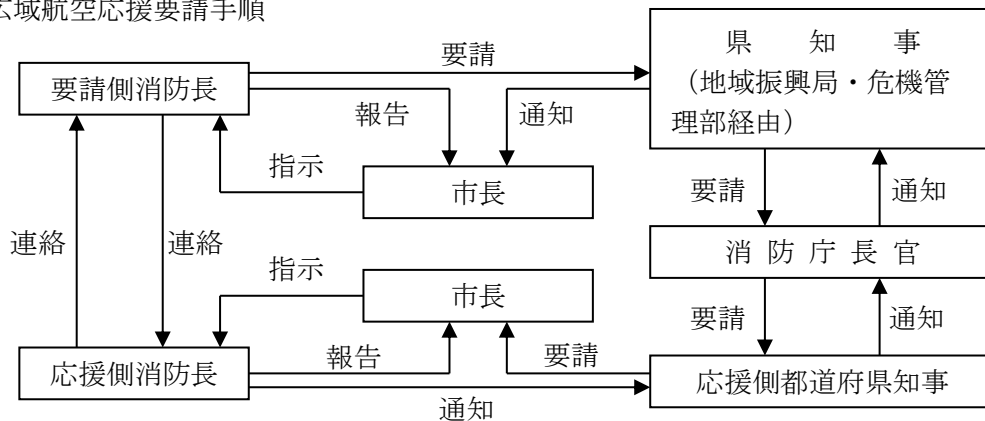 広域航空応援要請手順
要請
県　知　事
（地域振興局・危機管
理部経由）
要請側消防長
報告
通知
指示
市長
要請
通知
連絡
連絡
消 防 庁 長 官
指示
市長
要請
通知
報告
要請
応援側消防長
応援側都道府県知事
通知